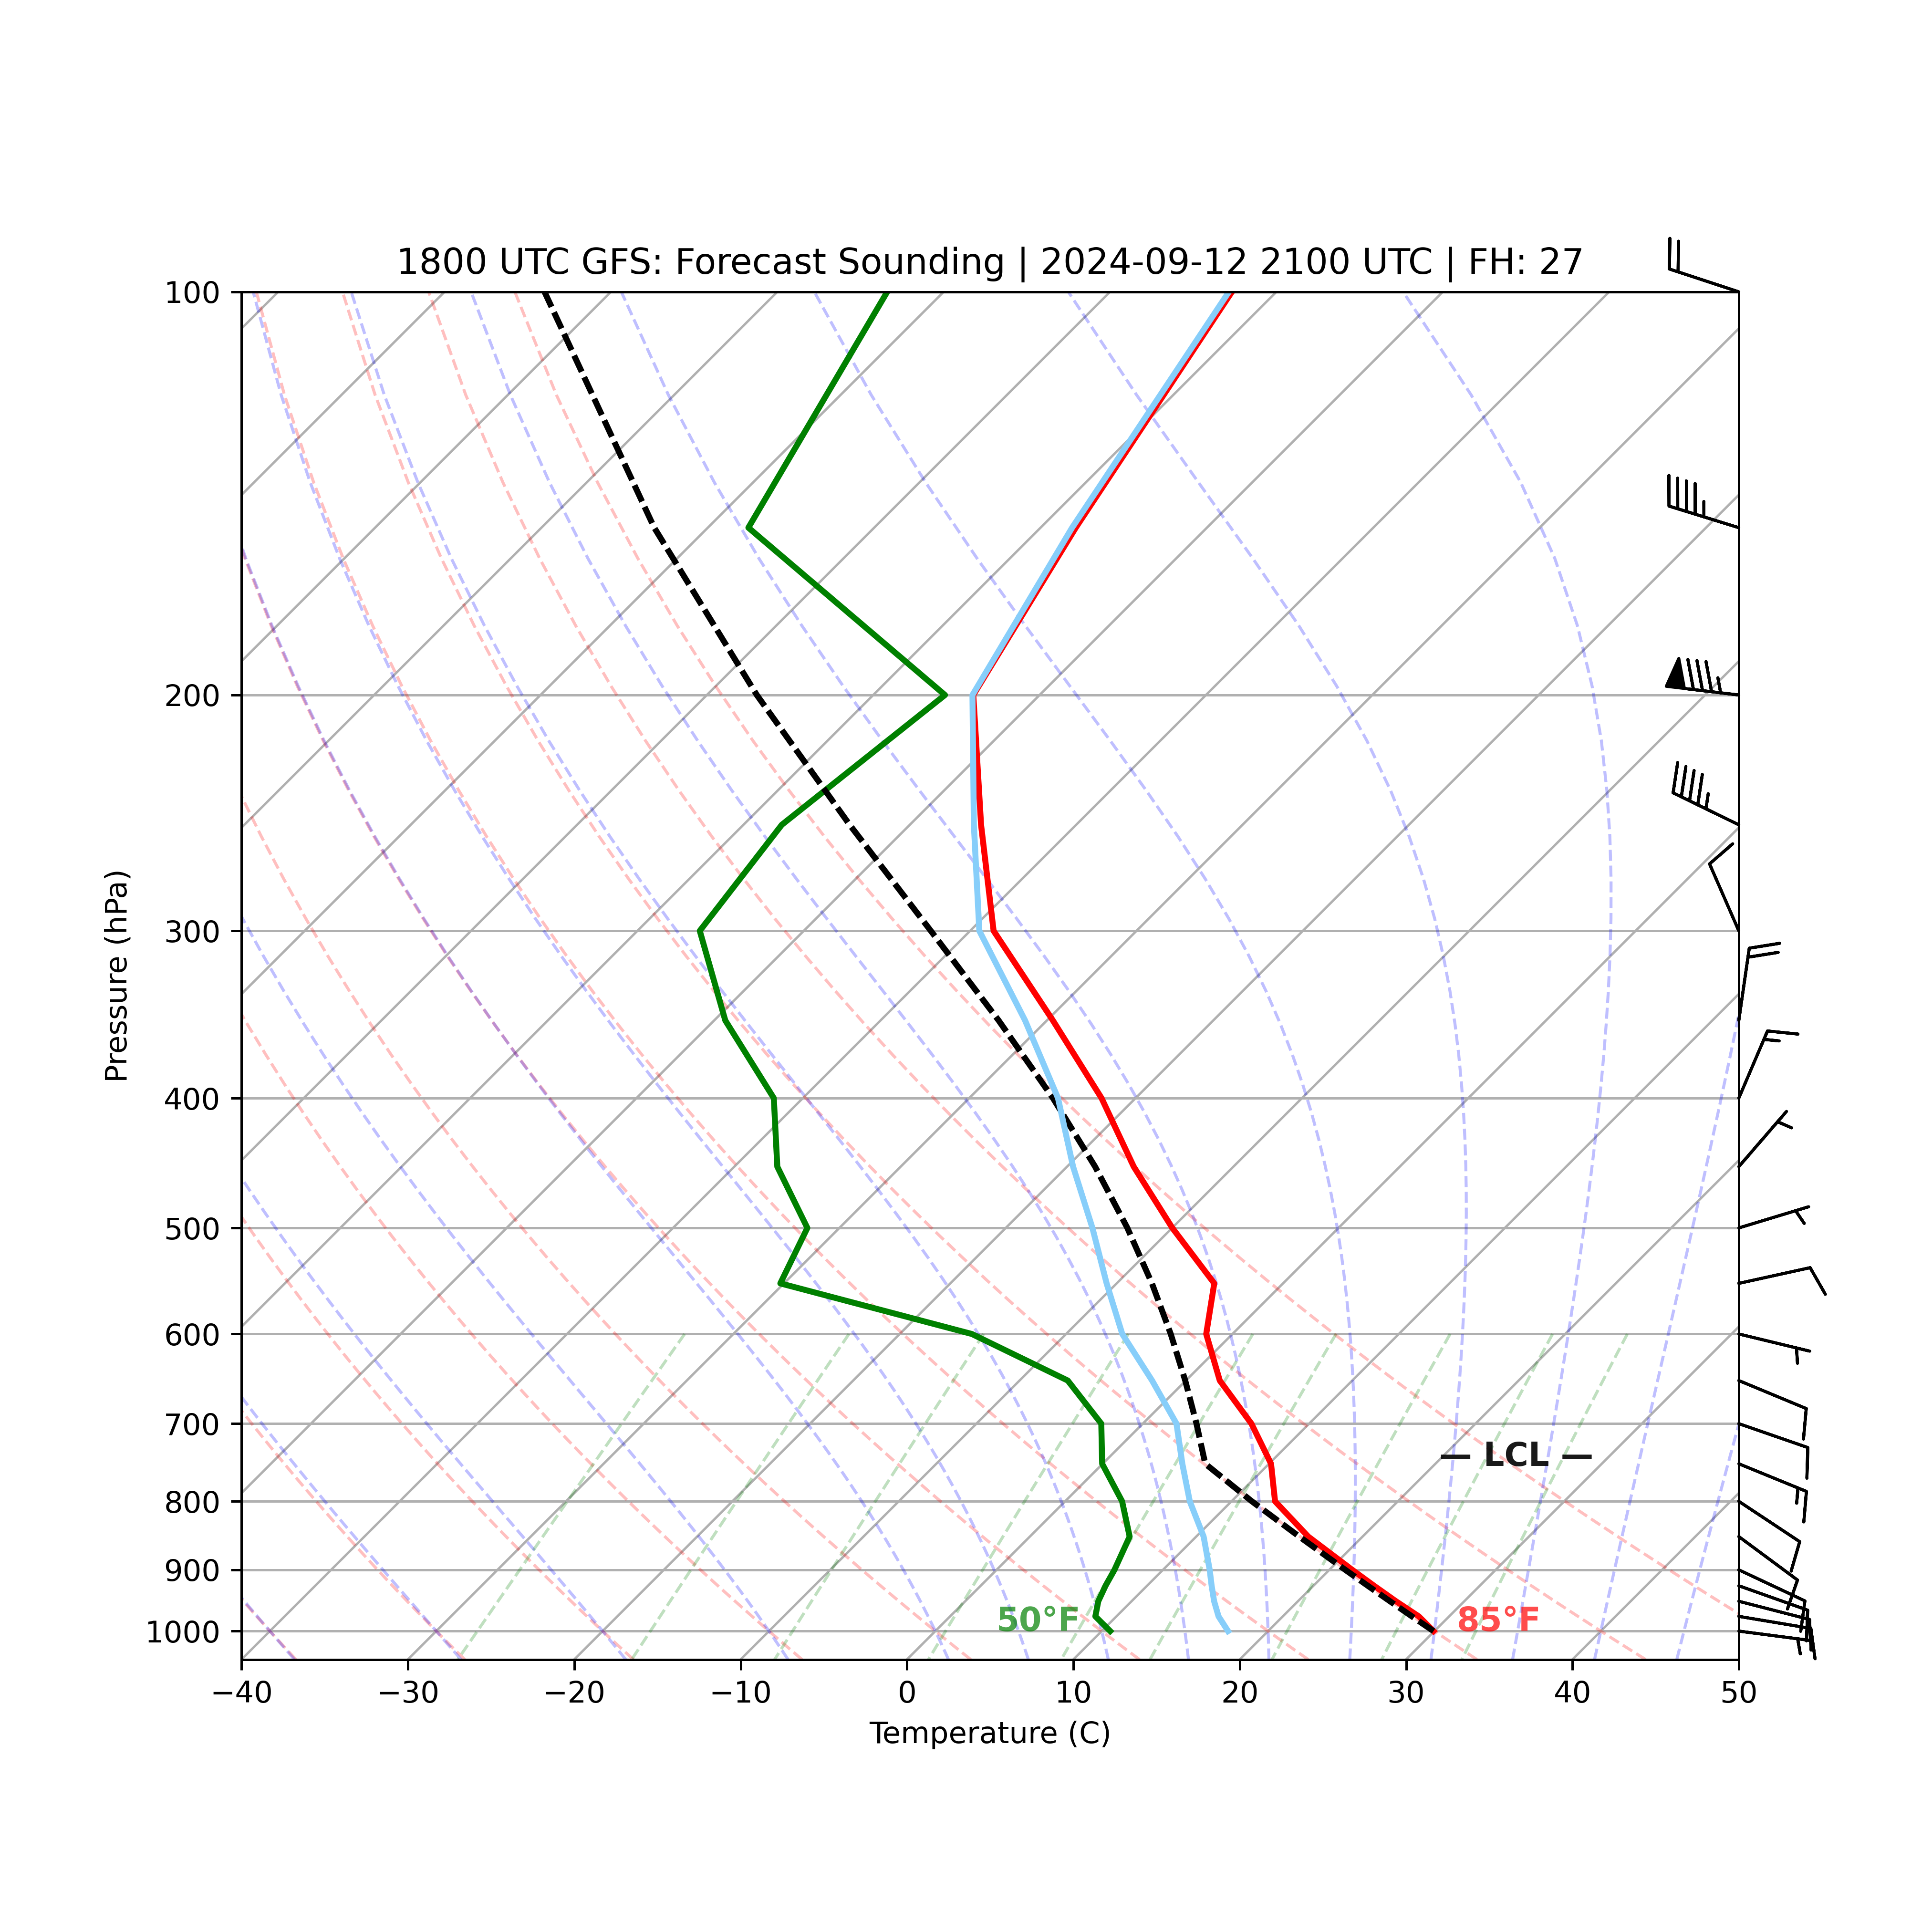 1800 UTC GFS: Forecast Sounding | 2024-09-12 2100 UTC | FH: 27
100
200
300
400
500
600
700
800
900
1000
Pressure (hPa)
— LCL —
50°F
85°F
−40 −30 −20 −10 0 10 20 30 40 50
Temperature (C)